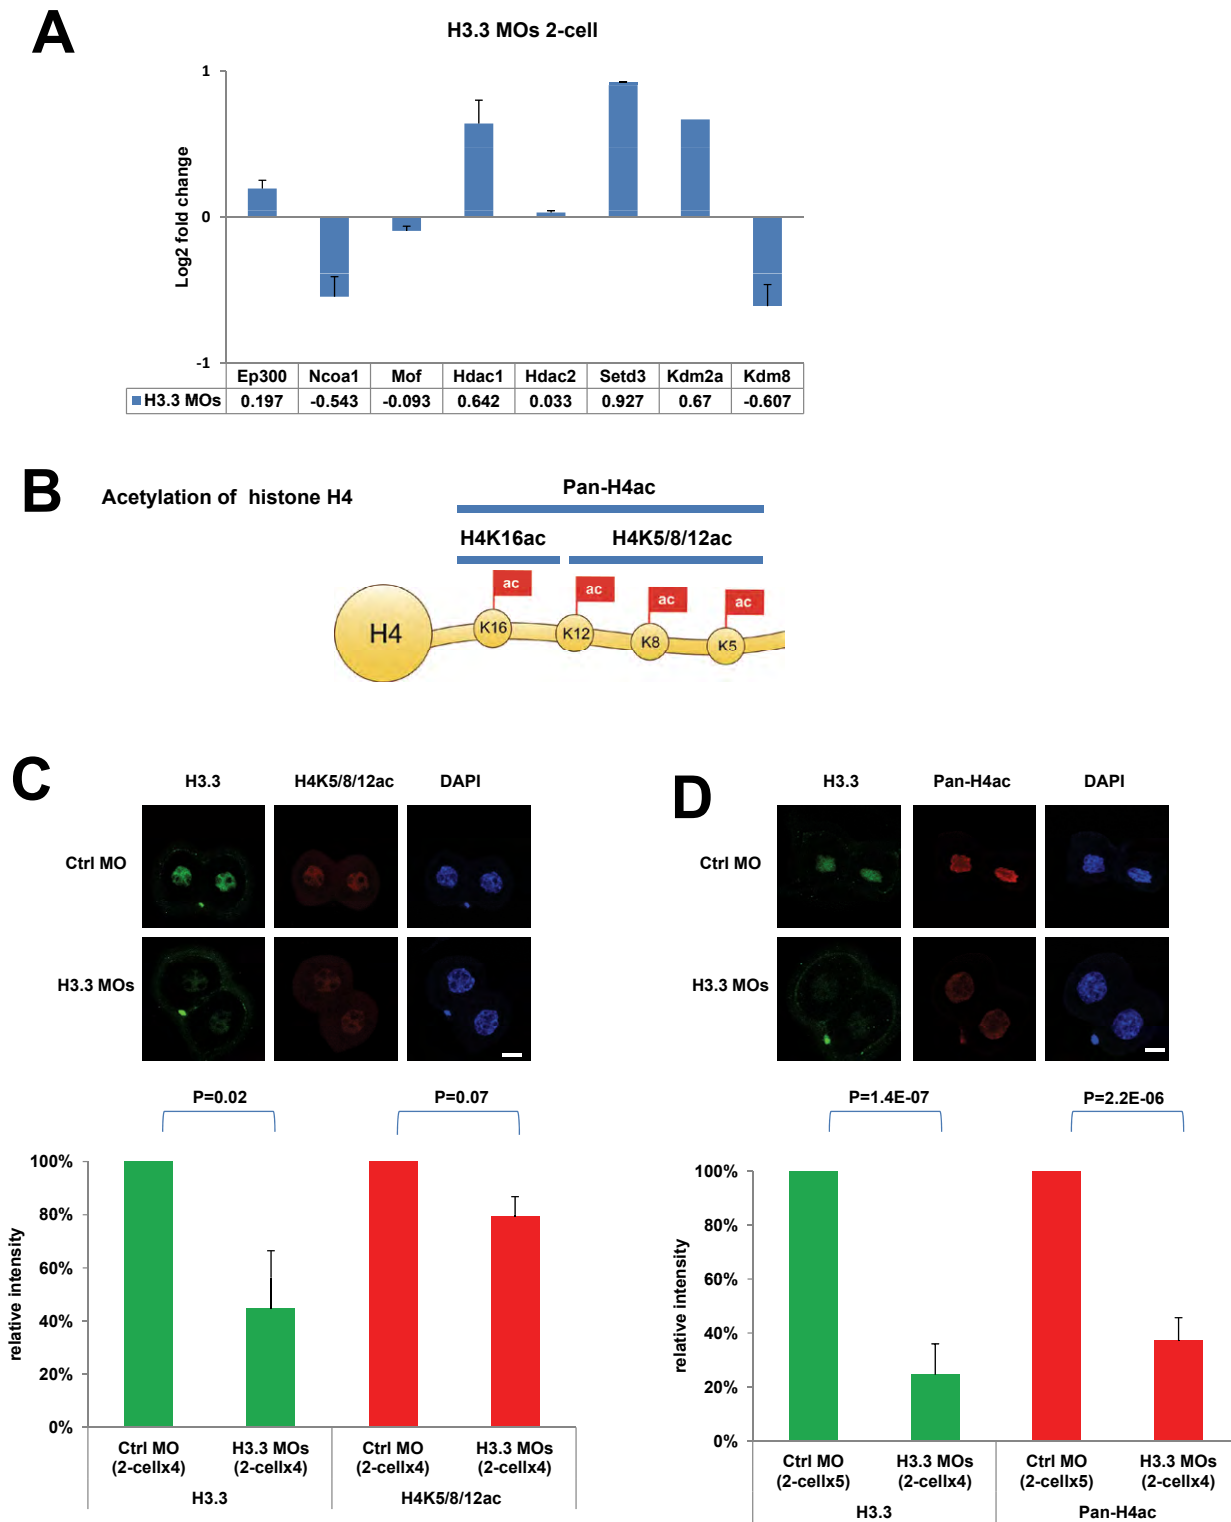 A
H3.3 MOs 2-cell
1
0
-1
Log2 fold change
Ep300 Ncoa1 Mof Hdac1 Hdac2 Setd3 Kdm2a Kdm8
H3.3 MOs 0.197 -0.543 -0.093 0.642 0.033 0.927 0.67 -0.607
B
Acetylation of histone H4
Pan-H4ac
H4K16ac H4K5/8/12ac
ac ac ac ac
H4 K16 K12 K8 K5
C
H3.3 H4K5/8/12ac DAPI
Ctrl MO
H3.3 MOs
P=0.02 P=0.07
100%
80%
60%
40%
20%
0%
relative intensity
Ctrl MO H3.3 MOs Ctrl MO H3.3 MOs
(2-cellx4) (2-cellx4) (2-cellx4) (2-cellx4)
H3.3 H4K5/8/12ac
D
H3.3 Pan-H4ac DAPI
Ctrl MO
H3.3 MOs
P=1.4E-07 P=2.2E-06
100%
80%
60%
40%
20%
0%
relative intensity
Ctrl MO H3.3 MOs Ctrl MO H3.3 MOs
(2-cellx5) (2-cellx4) (2-cellx5) (2-cellx4)
H3.3 Pan-H4ac